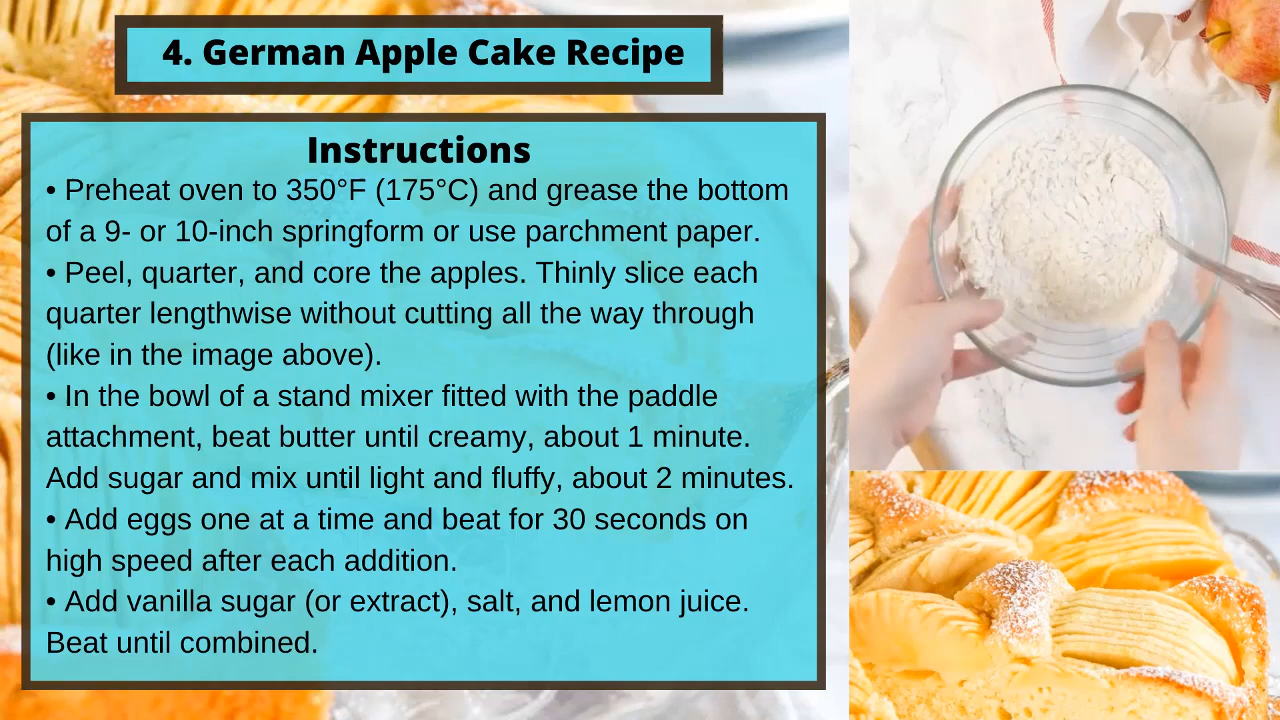 4. German Apple Cake Recipe
Instructions
• Preheat oven to 350°F (175°C) and grease the bottom
of a 9- or 10-inch springform or use parchment paper.
• Peel, quarter, and core the apples. Thinly slice each
quarter lengthwise without cutting all the way through
(like in the image above).
• In the bowl of a stand mixer fitted with the paddle
attachment, beat butter until creamy, about 1 minute.
Add sugar and mix until light and fluffy, about 2 minutes.
• Add eggs one at a time and beat for 30 seconds on
high speed after each addition.
• Add vanilla sugar (or extract), salt, and lemon juice.
Beat until combined.